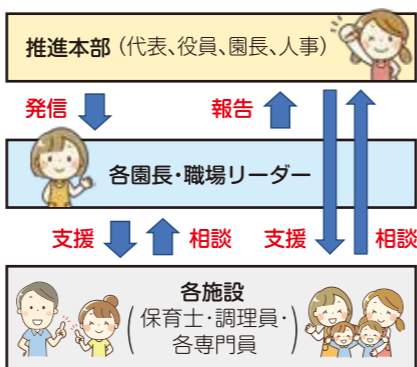 推進本部（代表、役員、園長、人事）
発信 報告
各園長・職場リーダー
支援 相談 支援 相談
各施設
（保育士・調理員・
各専門員）